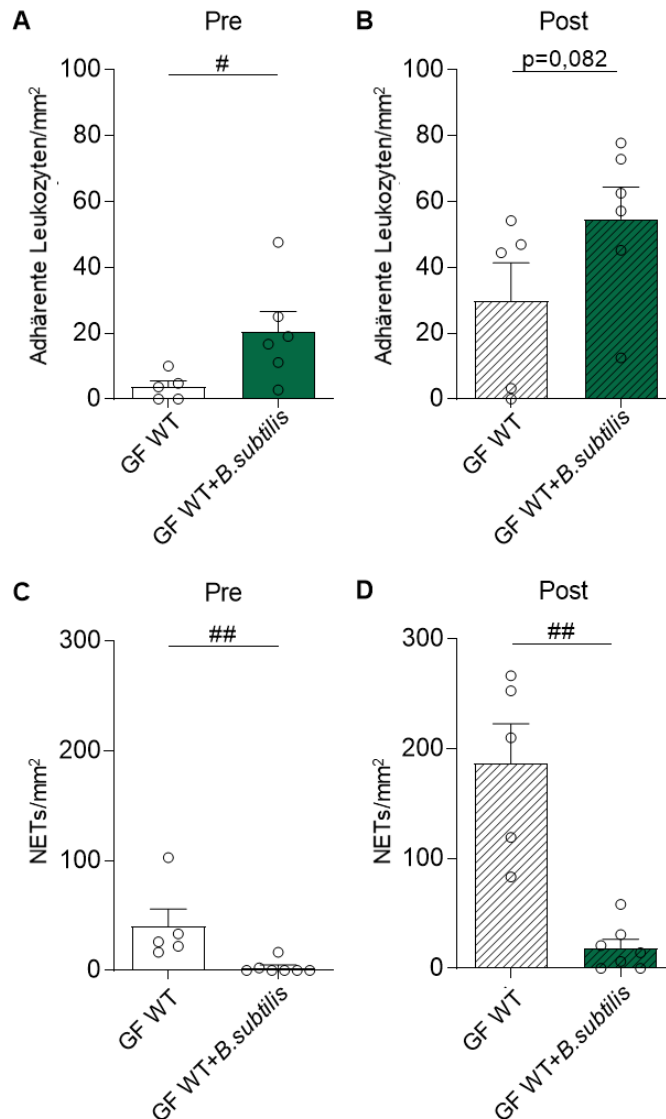 A
Pre
Adhärente Leukozyten/mm²
100
80
60
40
20
0
#
GF WT
GF WT+B.subtilis
B
Post
Adhärente Leukozyten/mm²
100
80
60
40
20
0
p=0,082
GF WT
GF WT+B.subtilis
C
Pre
NETs/mm²
300
200
100
0
##
GF WT
GF WT+B.subtilis
D
Post
NETs/mm²
300
200
100
0
##
GF WT
GF WT+B.subtilis